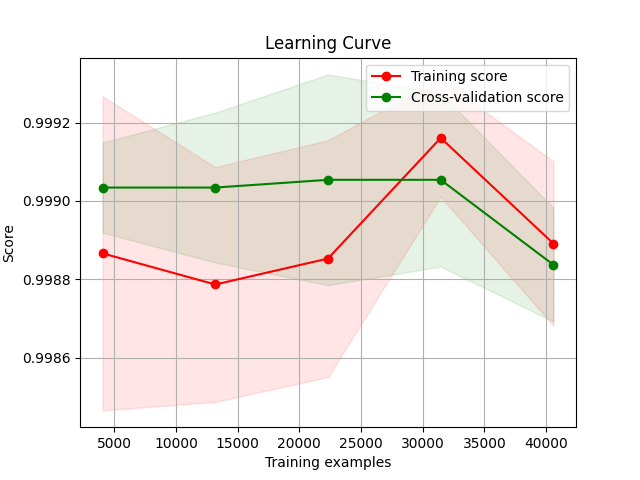 Learning Curve
Training score
Cross-validation score
0.9992
0.9990
0.9988
0.9986
Score
5000 10000 15000 20000 25000 30000 35000 40000
Training examples